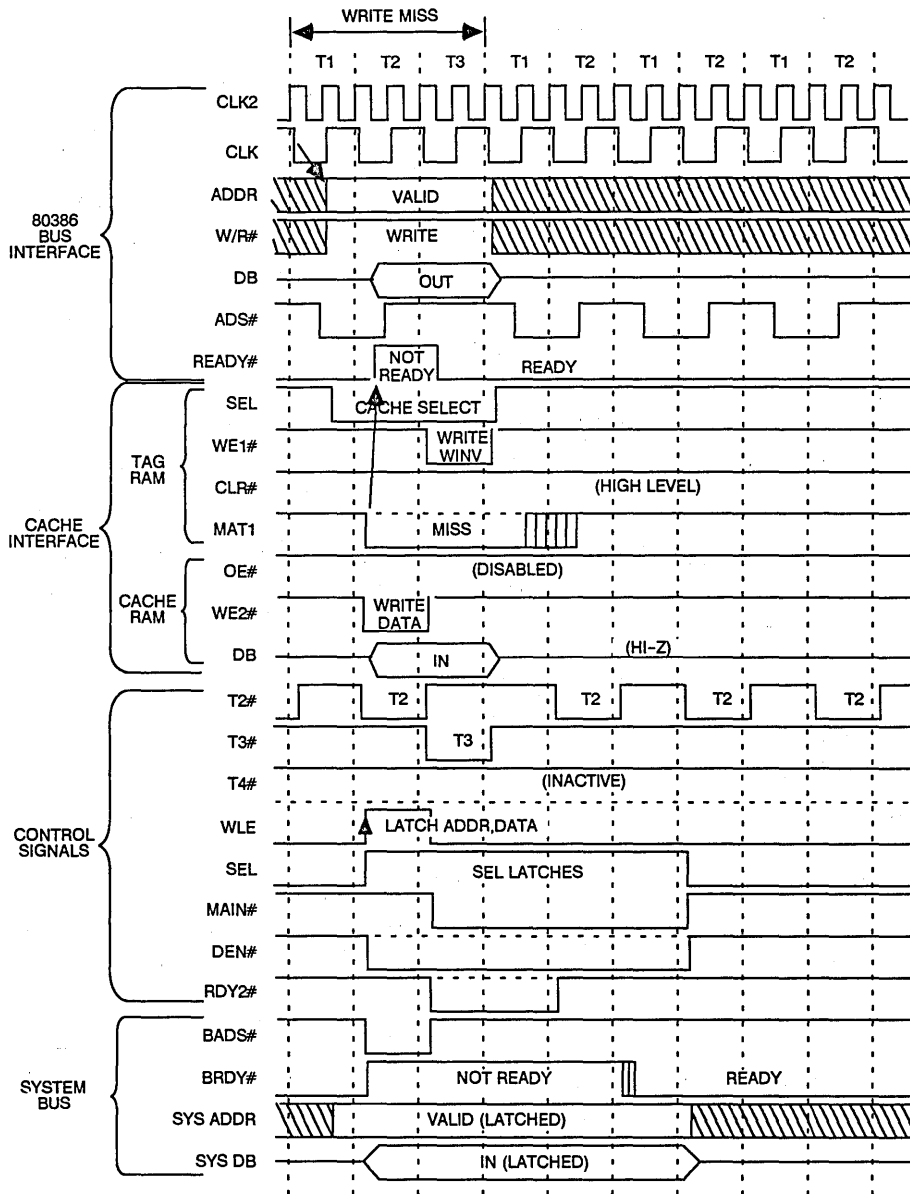 WRITE MISS
T1 T2 T3 T1 T2 T1 T2 T1 T2
80386
BUS
INTERFACE
CLK2
CLK
ADDR VALID
W/R# WRITE
DB OUT
ADS#
READY# NOT
READY READY
CACHE
INTERFACE
TAG
RAM
SEL CACHE SELECT
WE1# WRITE
WINV
CLR# (HIGH LEVEL)
MAT1 MISS
CACHE
RAM
OE# (DISABLED)
WE2# WRITE
DATA
DB IN (HI-Z)
CONTROL
SIGNALS
T2# T2 T2 T2 T2
T3# T3
T4# (INACTIVE)
WLE LATCH ADDR,DATA
SEL SEL LATCHES
MAIN#
DEN#
RDY2#
SYSTEM
BUS
BADS#
BRDY# NOT READY READY
SYS ADDR VALID (LATCHED)
SYS DB IN (LATCHED)